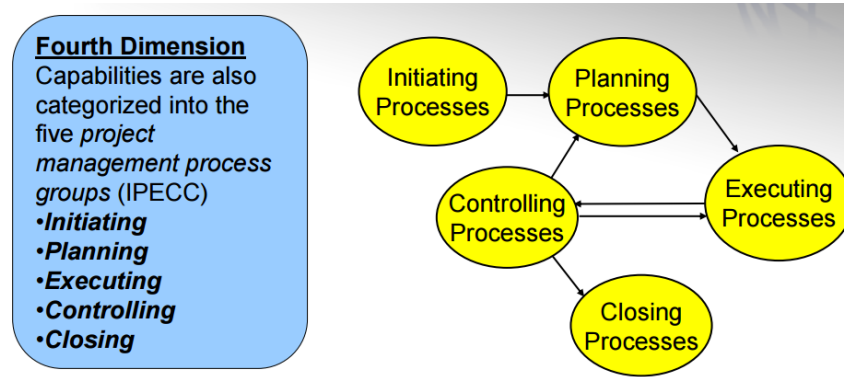 Fourth Dimension
Capabilities are also
categorized into the
five project
management process
groups (IPECC)
•Initiating
•Planning
•Executing
•Controlling
•Closing
Initiating
Processes
Planning
Processes
Controlling
Processes
Executing
Processes
Closing
Processes